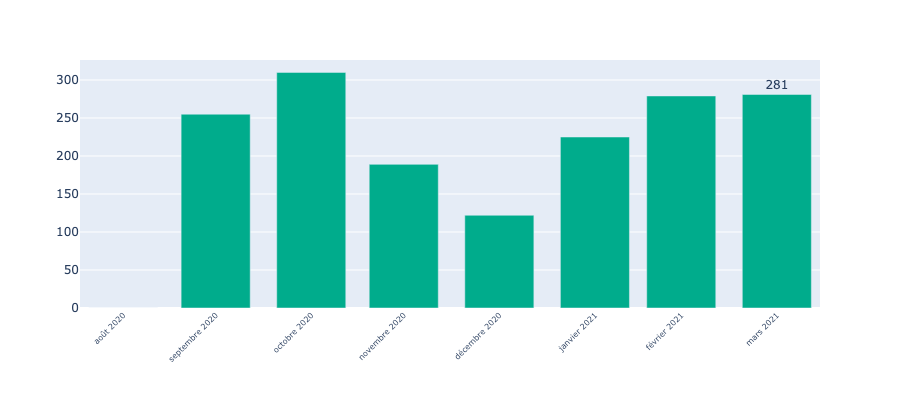 300
250
200
150
100
50
0
281
août 2020
septembre 2020
octobre 2020
novembre 2020
décembre 2020
janvier 2021
février 2021
mars 2021